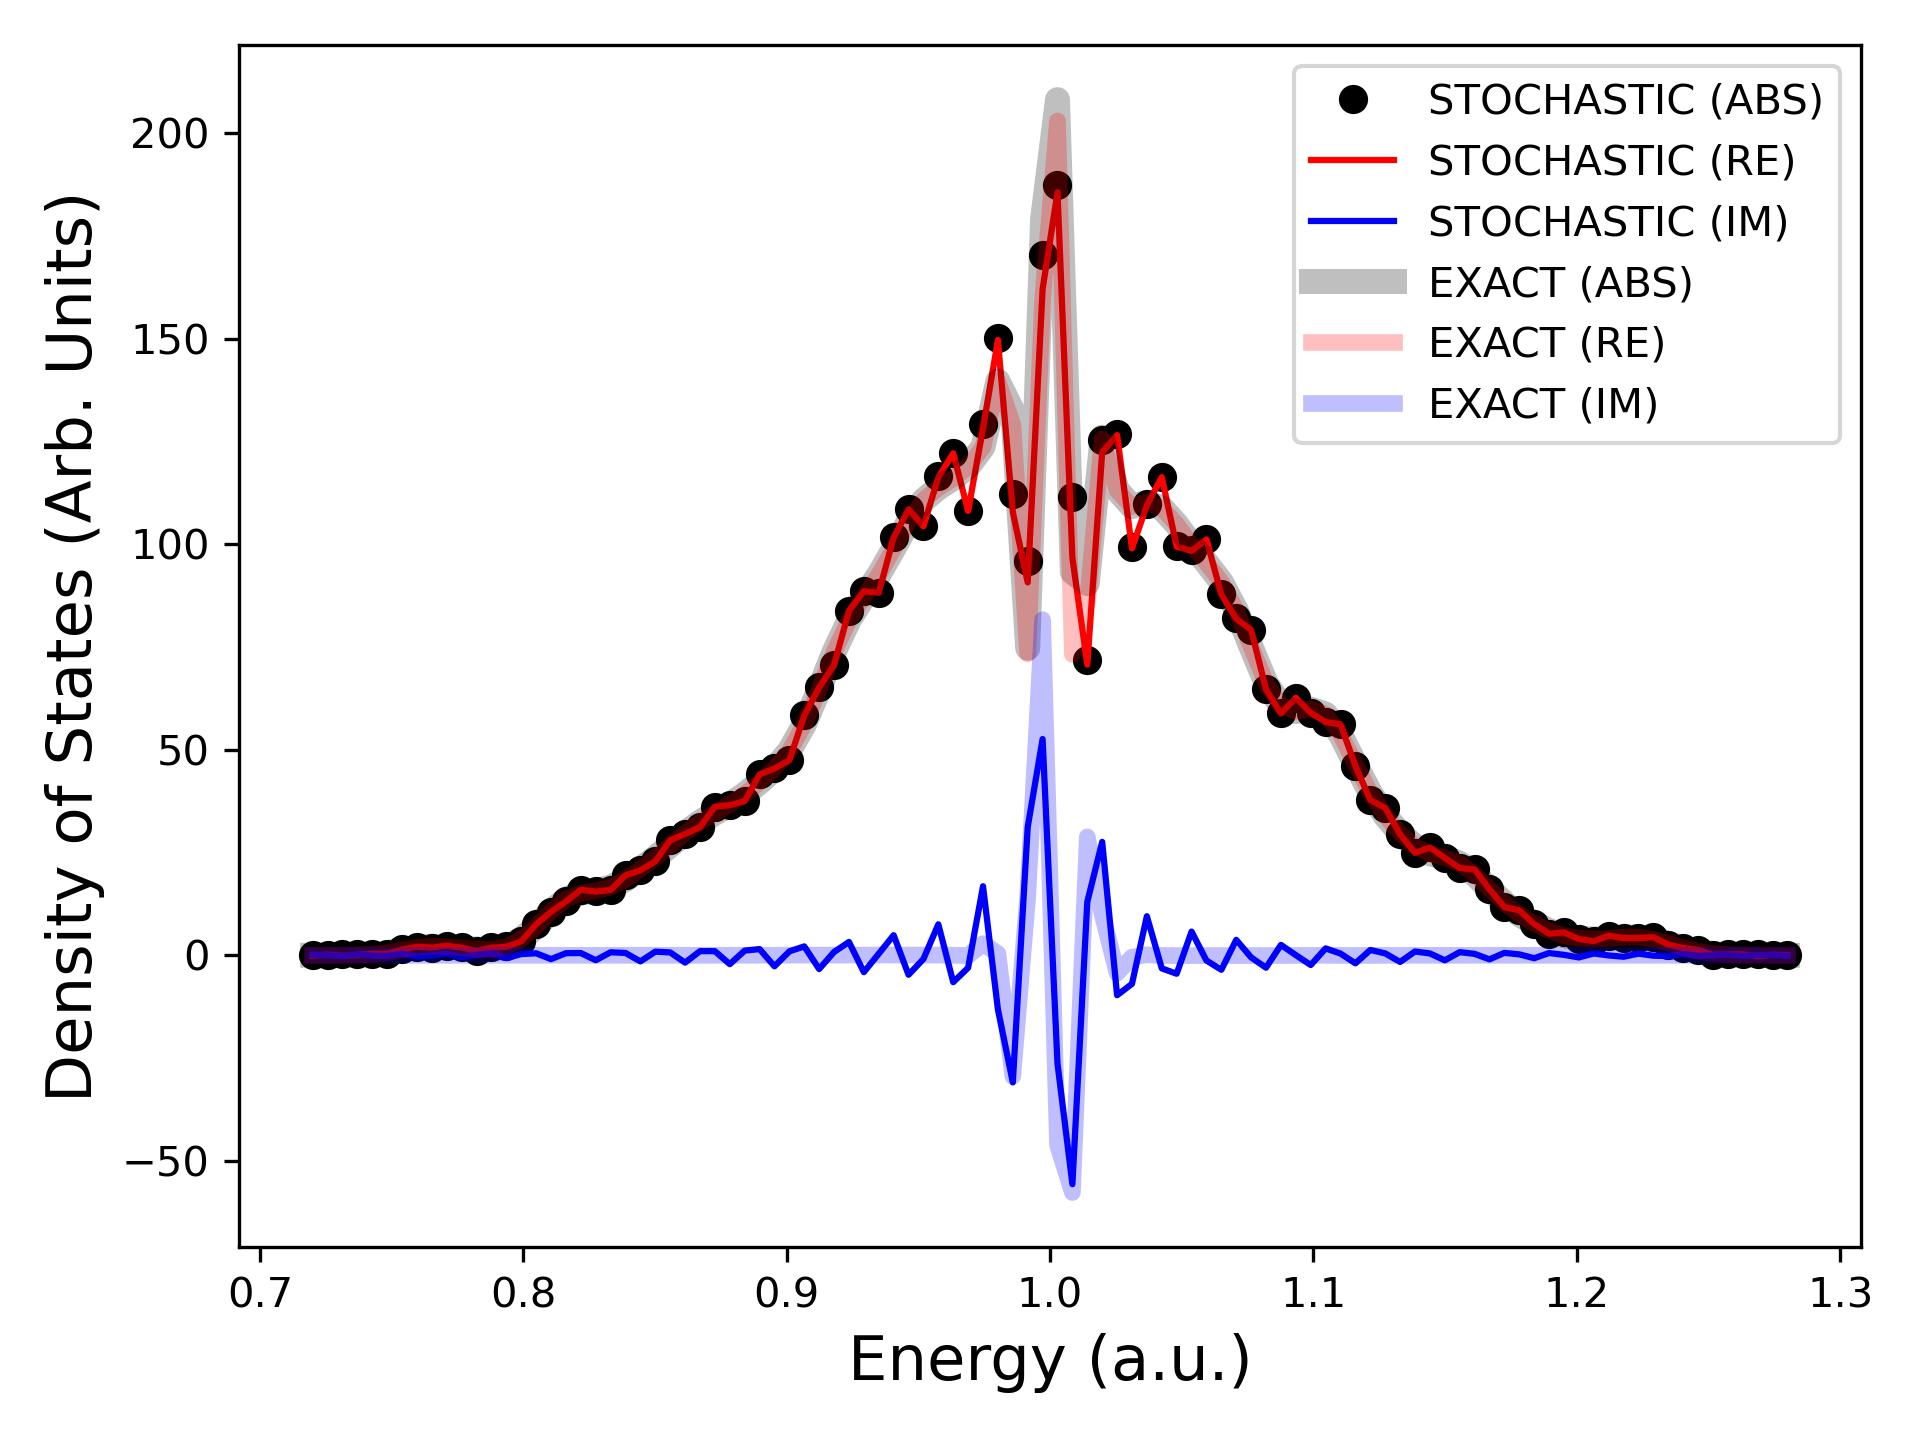 Density of States (Arb. Units)
200
150
100
50
0
−50
STOCHASTIC (ABS)
STOCHASTIC (RE)
STOCHASTIC (IM)
EXACT (ABS)
EXACT (RE)
EXACT (IM)
0.7 0.8 0.9 1.0 1.1 1.2 1.3
Energy (a.u.)